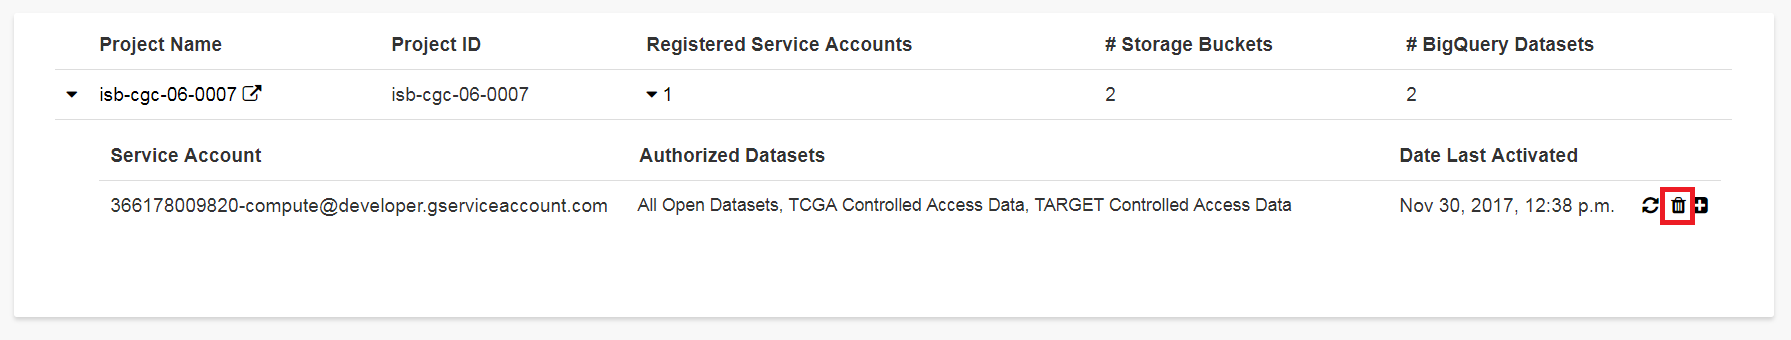 Project Name Project ID Registered Service Accounts # Storage Buckets # BigQuery Datasets
isb-cgc-06-0007 isb-cgc-06-0007 1 2 2
Service Account Authorized Datasets Date Last Activated
366178009820-compute@developer.gserviceaccount.com All Open Datasets, TCGA Controlled Access Data, TARGET Controlled Access Data Nov 30, 2017, 12:38 p.m.